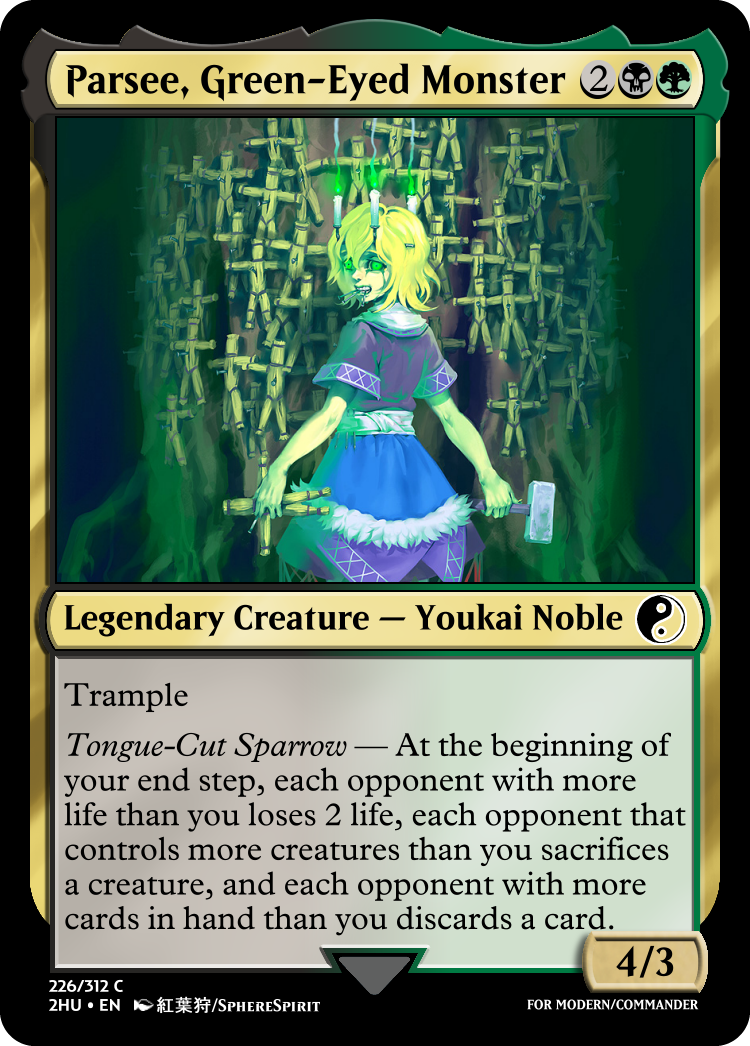 Parsee, Green-Eyed Monster 2
Legendary Creature — Youkai Noble
Trample
Tongue-Cut Sparrow — At the beginning of
your end step, each opponent with more
life than you loses 2 life, each opponent that
controls more creatures than you sacrifices
a creature, and each opponent with more
cards in hand than you discards a card.
4/3
226/312 C
2HU • EN 紅葉狩/SphereSpirit
FOR MODERN/COMMANDER